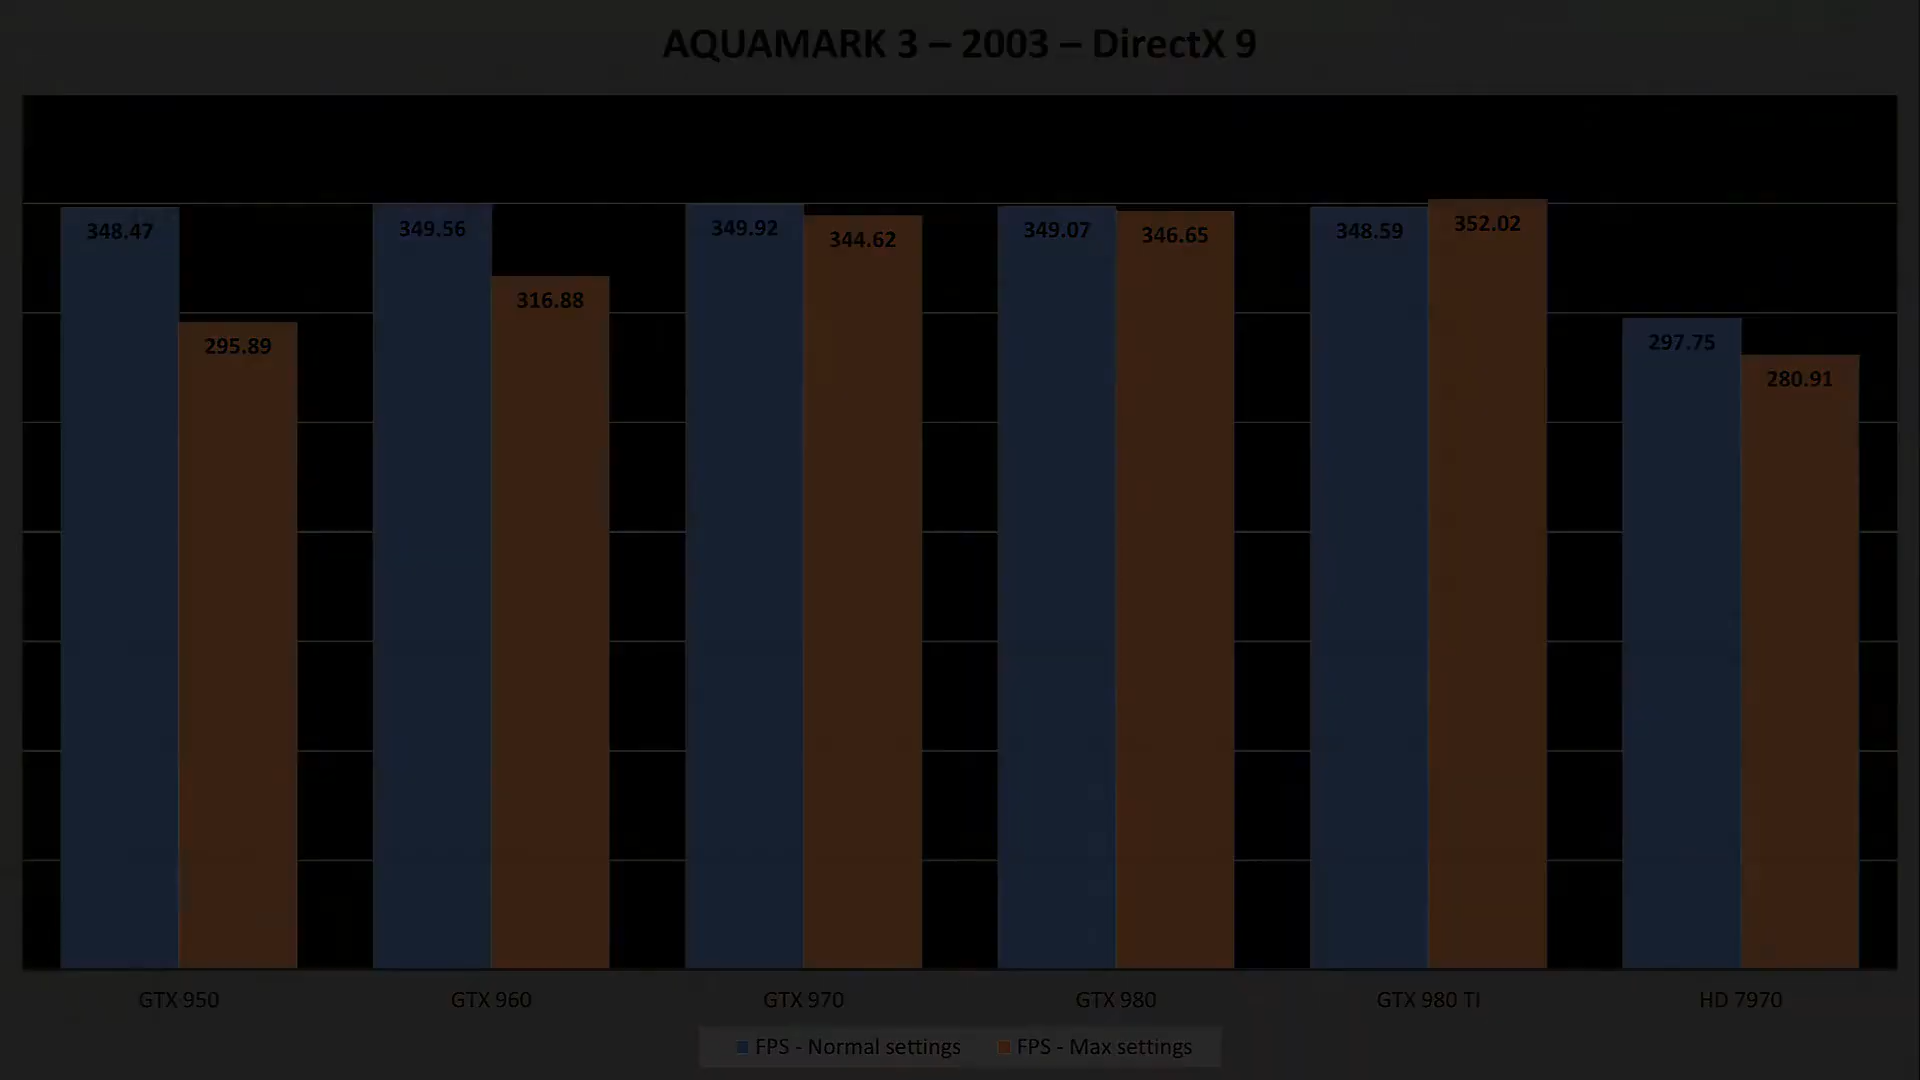 AQUAMARK 3 – 2003 – DirectX 9
348.47
295.89
349.56
316.88
349.92
344.62
349.07
346.65
348.59
352.02
297.75
280.91
GTX 950
GTX 960
GTX 970
GTX 980
GTX 980 TI
HD 7970
FPS - Normal settings
FPS - Max settings